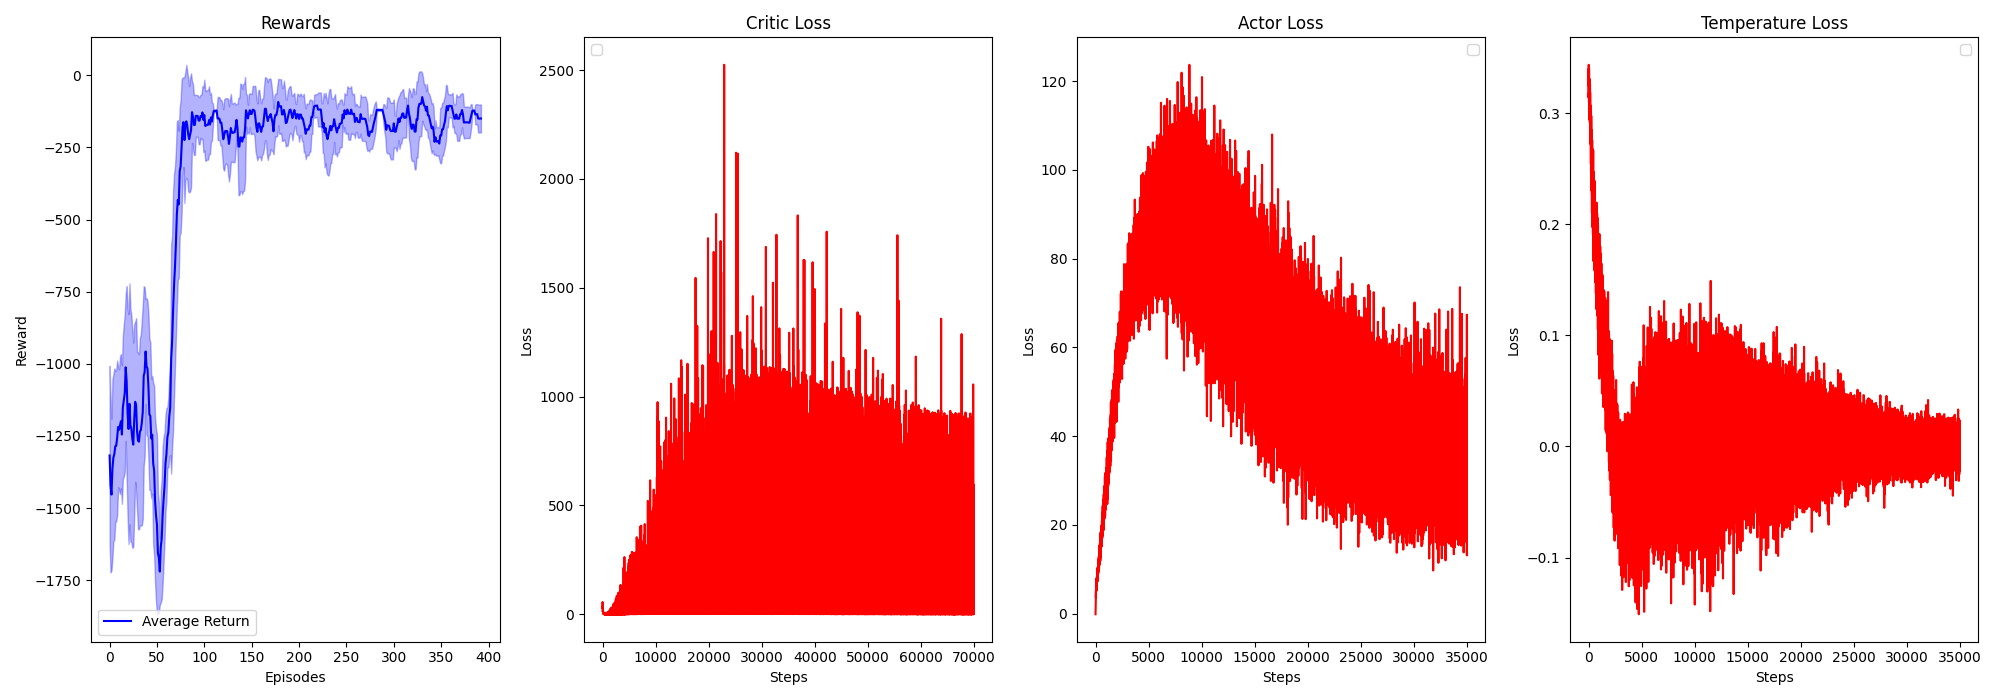 Rewards
Reward
0
−250
−500
−750
−1000
−1250
−1500
−1750
Average Return
0 50 100 150 200 250 300 350 400
Episodes
Critic Loss
Loss
2500
2000
1500
1000
500
0
0 10000 20000 30000 40000 50000 60000 70000
Steps
Actor Loss
Loss
120
100
80
60
40
20
0
0 5000 10000 15000 20000 25000 30000 35000
Steps
Temperature Loss
Loss
0.3
0.2
0.1
0.0
−0.1
0 5000 10000 15000 20000 25000 30000 35000
Steps